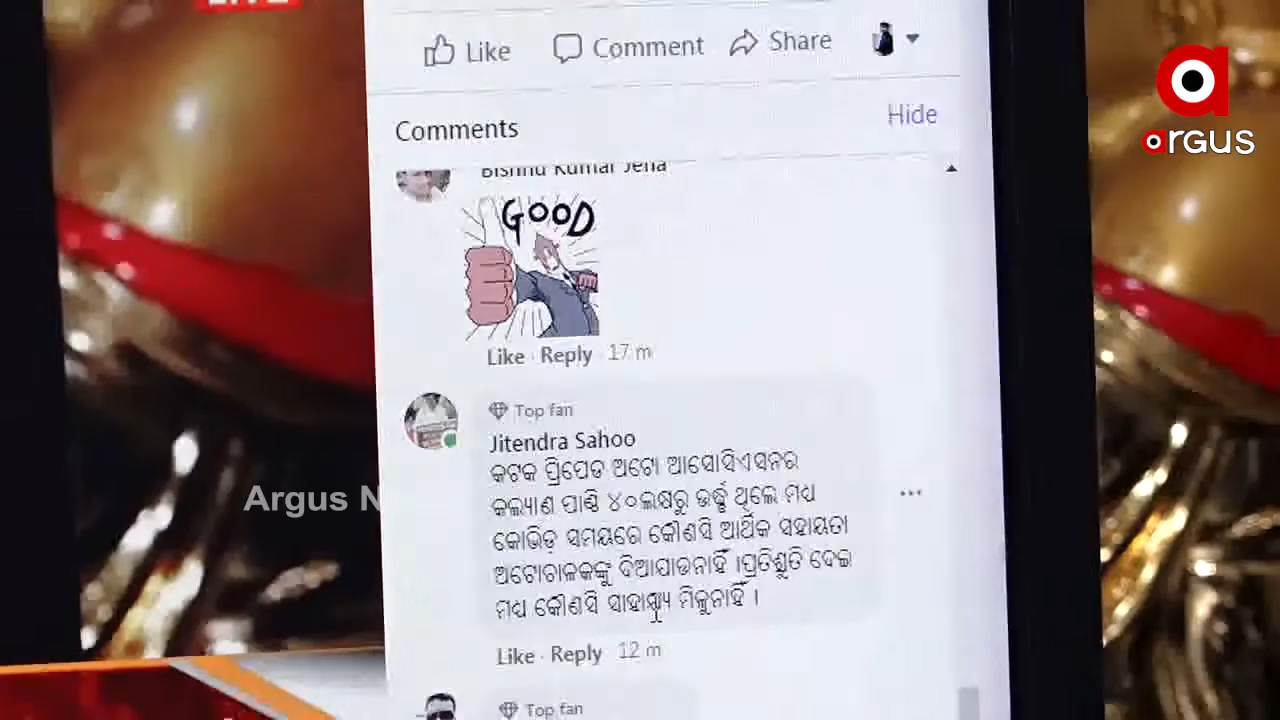 Like Comment Share
argus
Comments Hide
Bishnu Kumar Jena
GOOD
Like · Reply · 17 m
Top fan
Jitendra Sahoo
କଟକ ପ୍ରିପେଡ ଅଟୋ ଆସୋସିଏସନର
କଲ୍ୟାଣ ପାଣ୍ଠି ୪୦ଲକ୍ଷରୁ ଉର୍ଦ୍ଧ୍ୱ ଥିଲେ ମଧ୍ୟ
କୋଭିଡ଼ ସମୟରେ କୌଣସି ଆର୍ଥିକ ସହାୟତା
ଅଟୋଚାଳକଙ୍କୁ ଦିଆଯାଉନାହିଁ ।ପ୍ରତିଶ୍ରୁତି ଦେଇ
ମଧ୍ୟ କୌଣସି ସାହାଯ୍ୟ ମିଳୁନାହିଁ ।
Argus N
Like · Reply · 12 m
Top fan